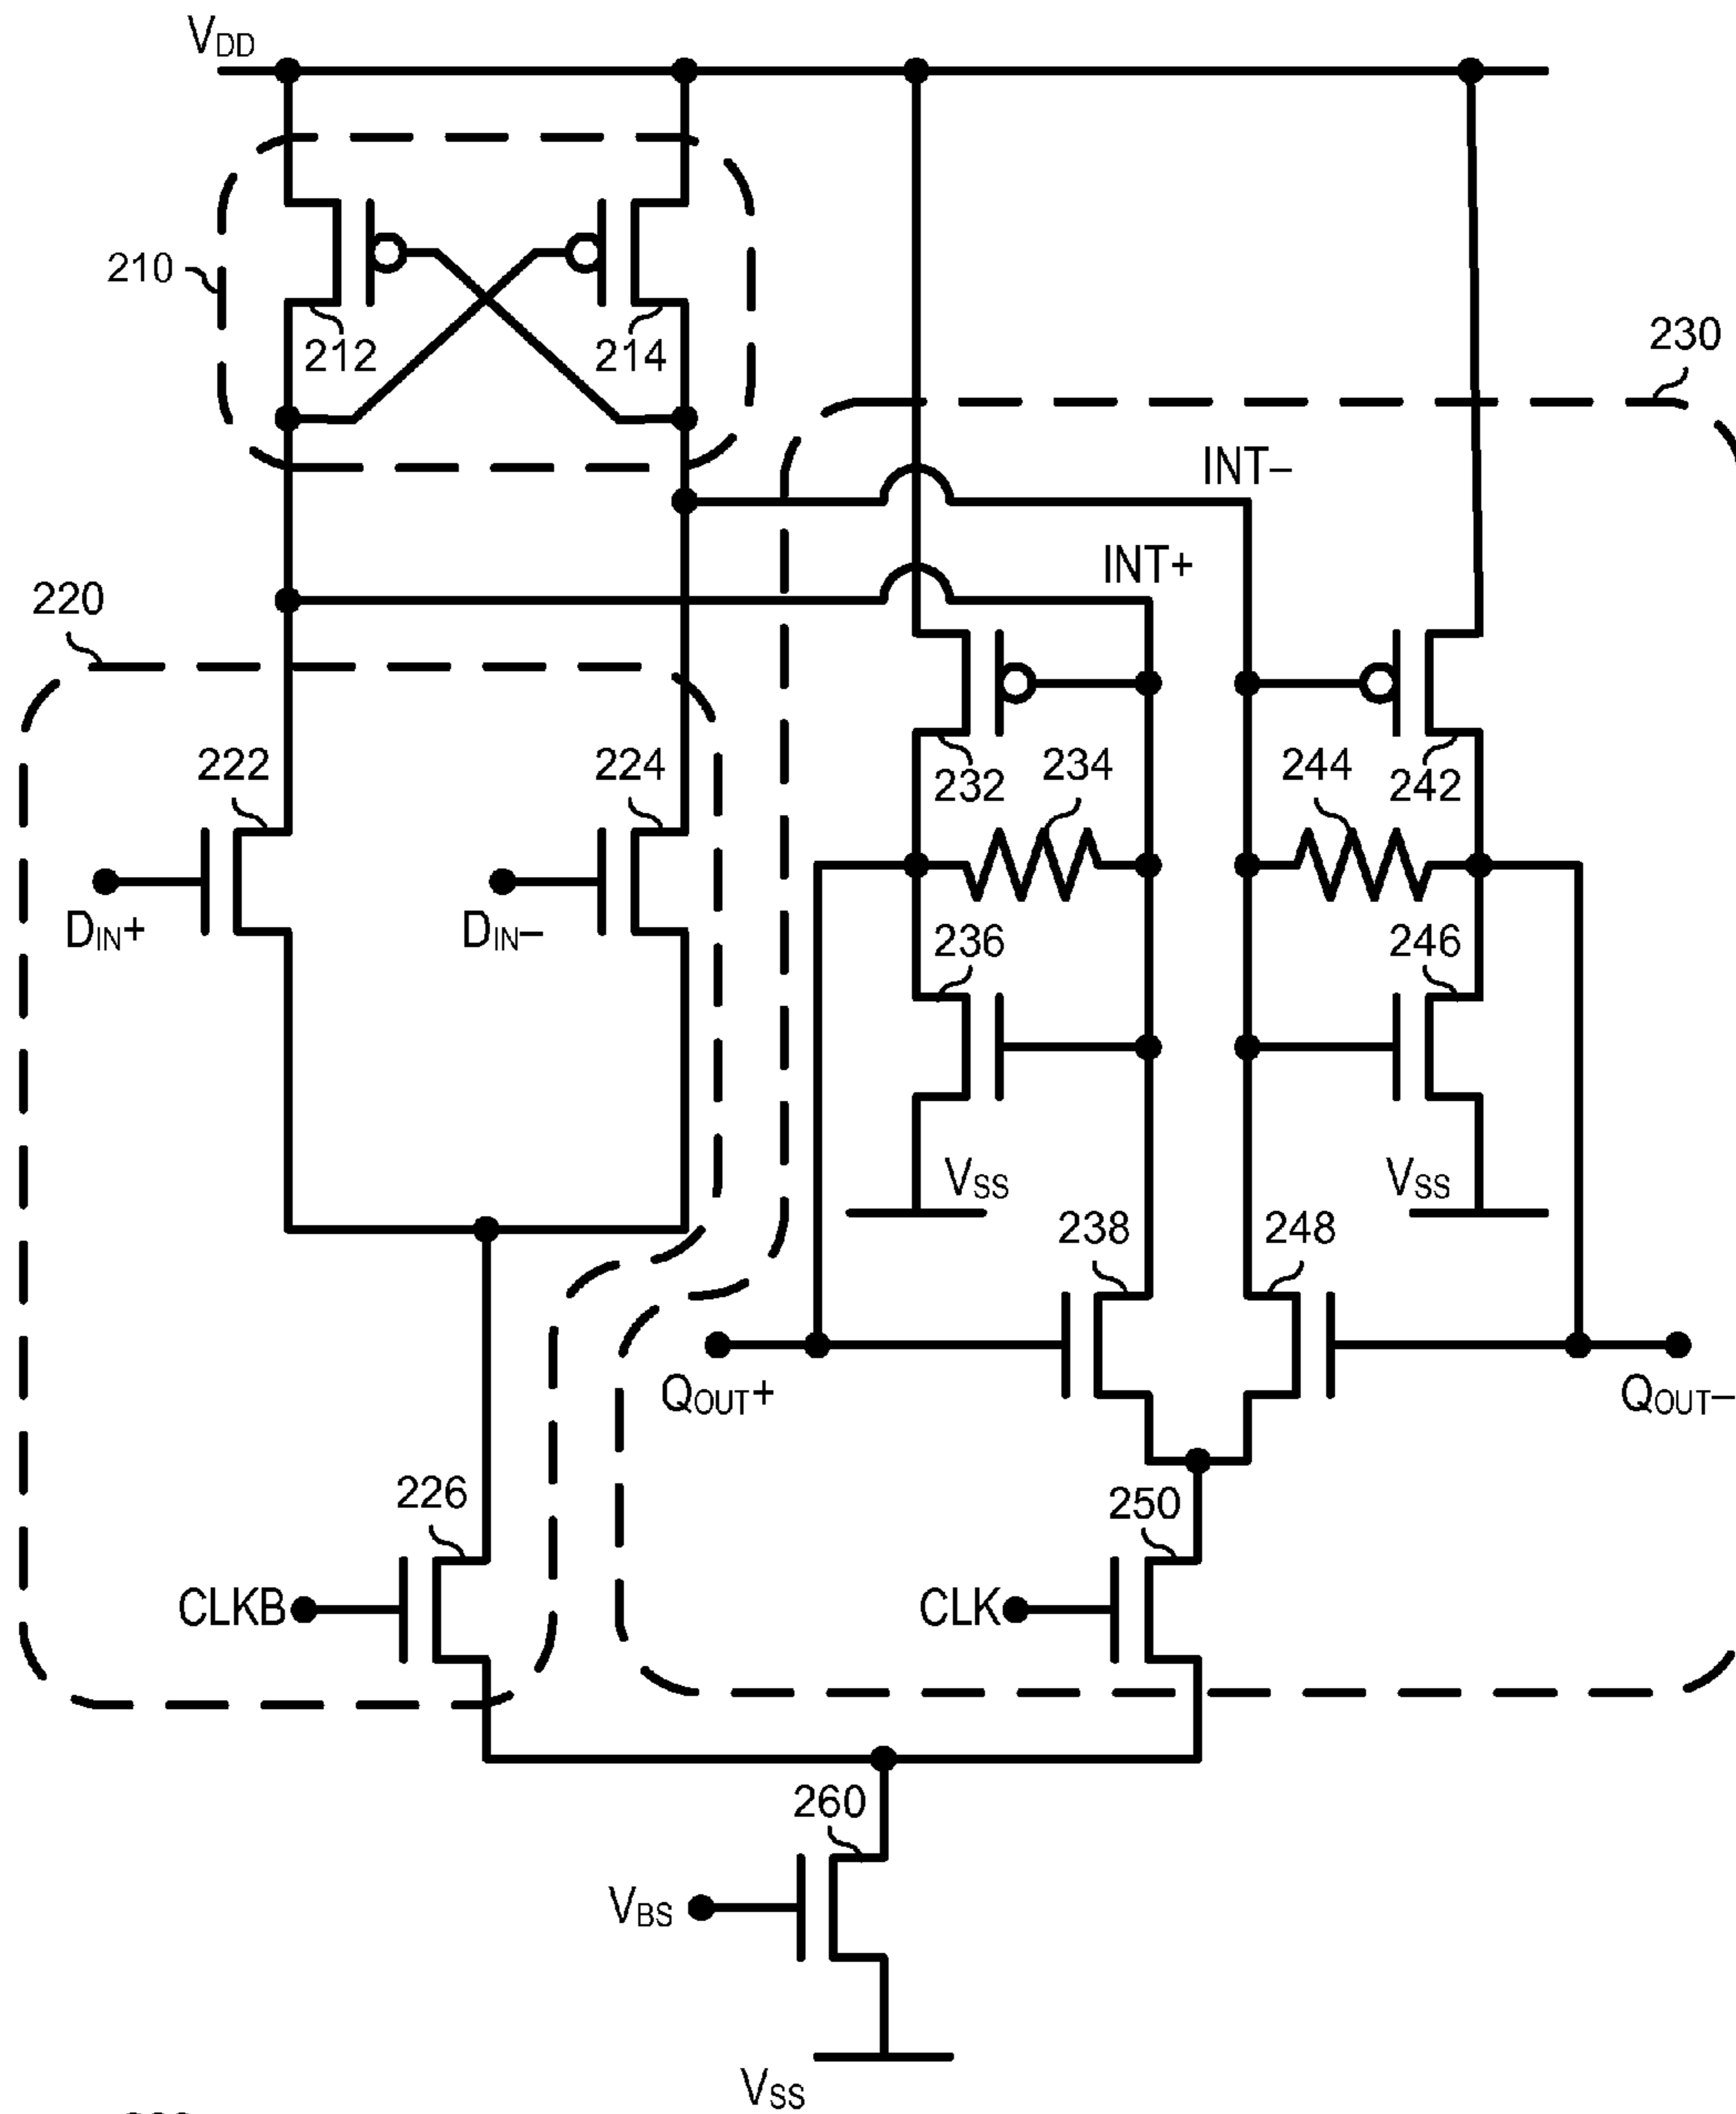 VDD
210
212
214
230
INT–
INT+
220
222
224
232
234
244
242
DIN+
DIN–
236
246
VSS
VSS
238
248
QOUT+
QOUT–
226
250
CLKB
CLK
260
VBS
VSS